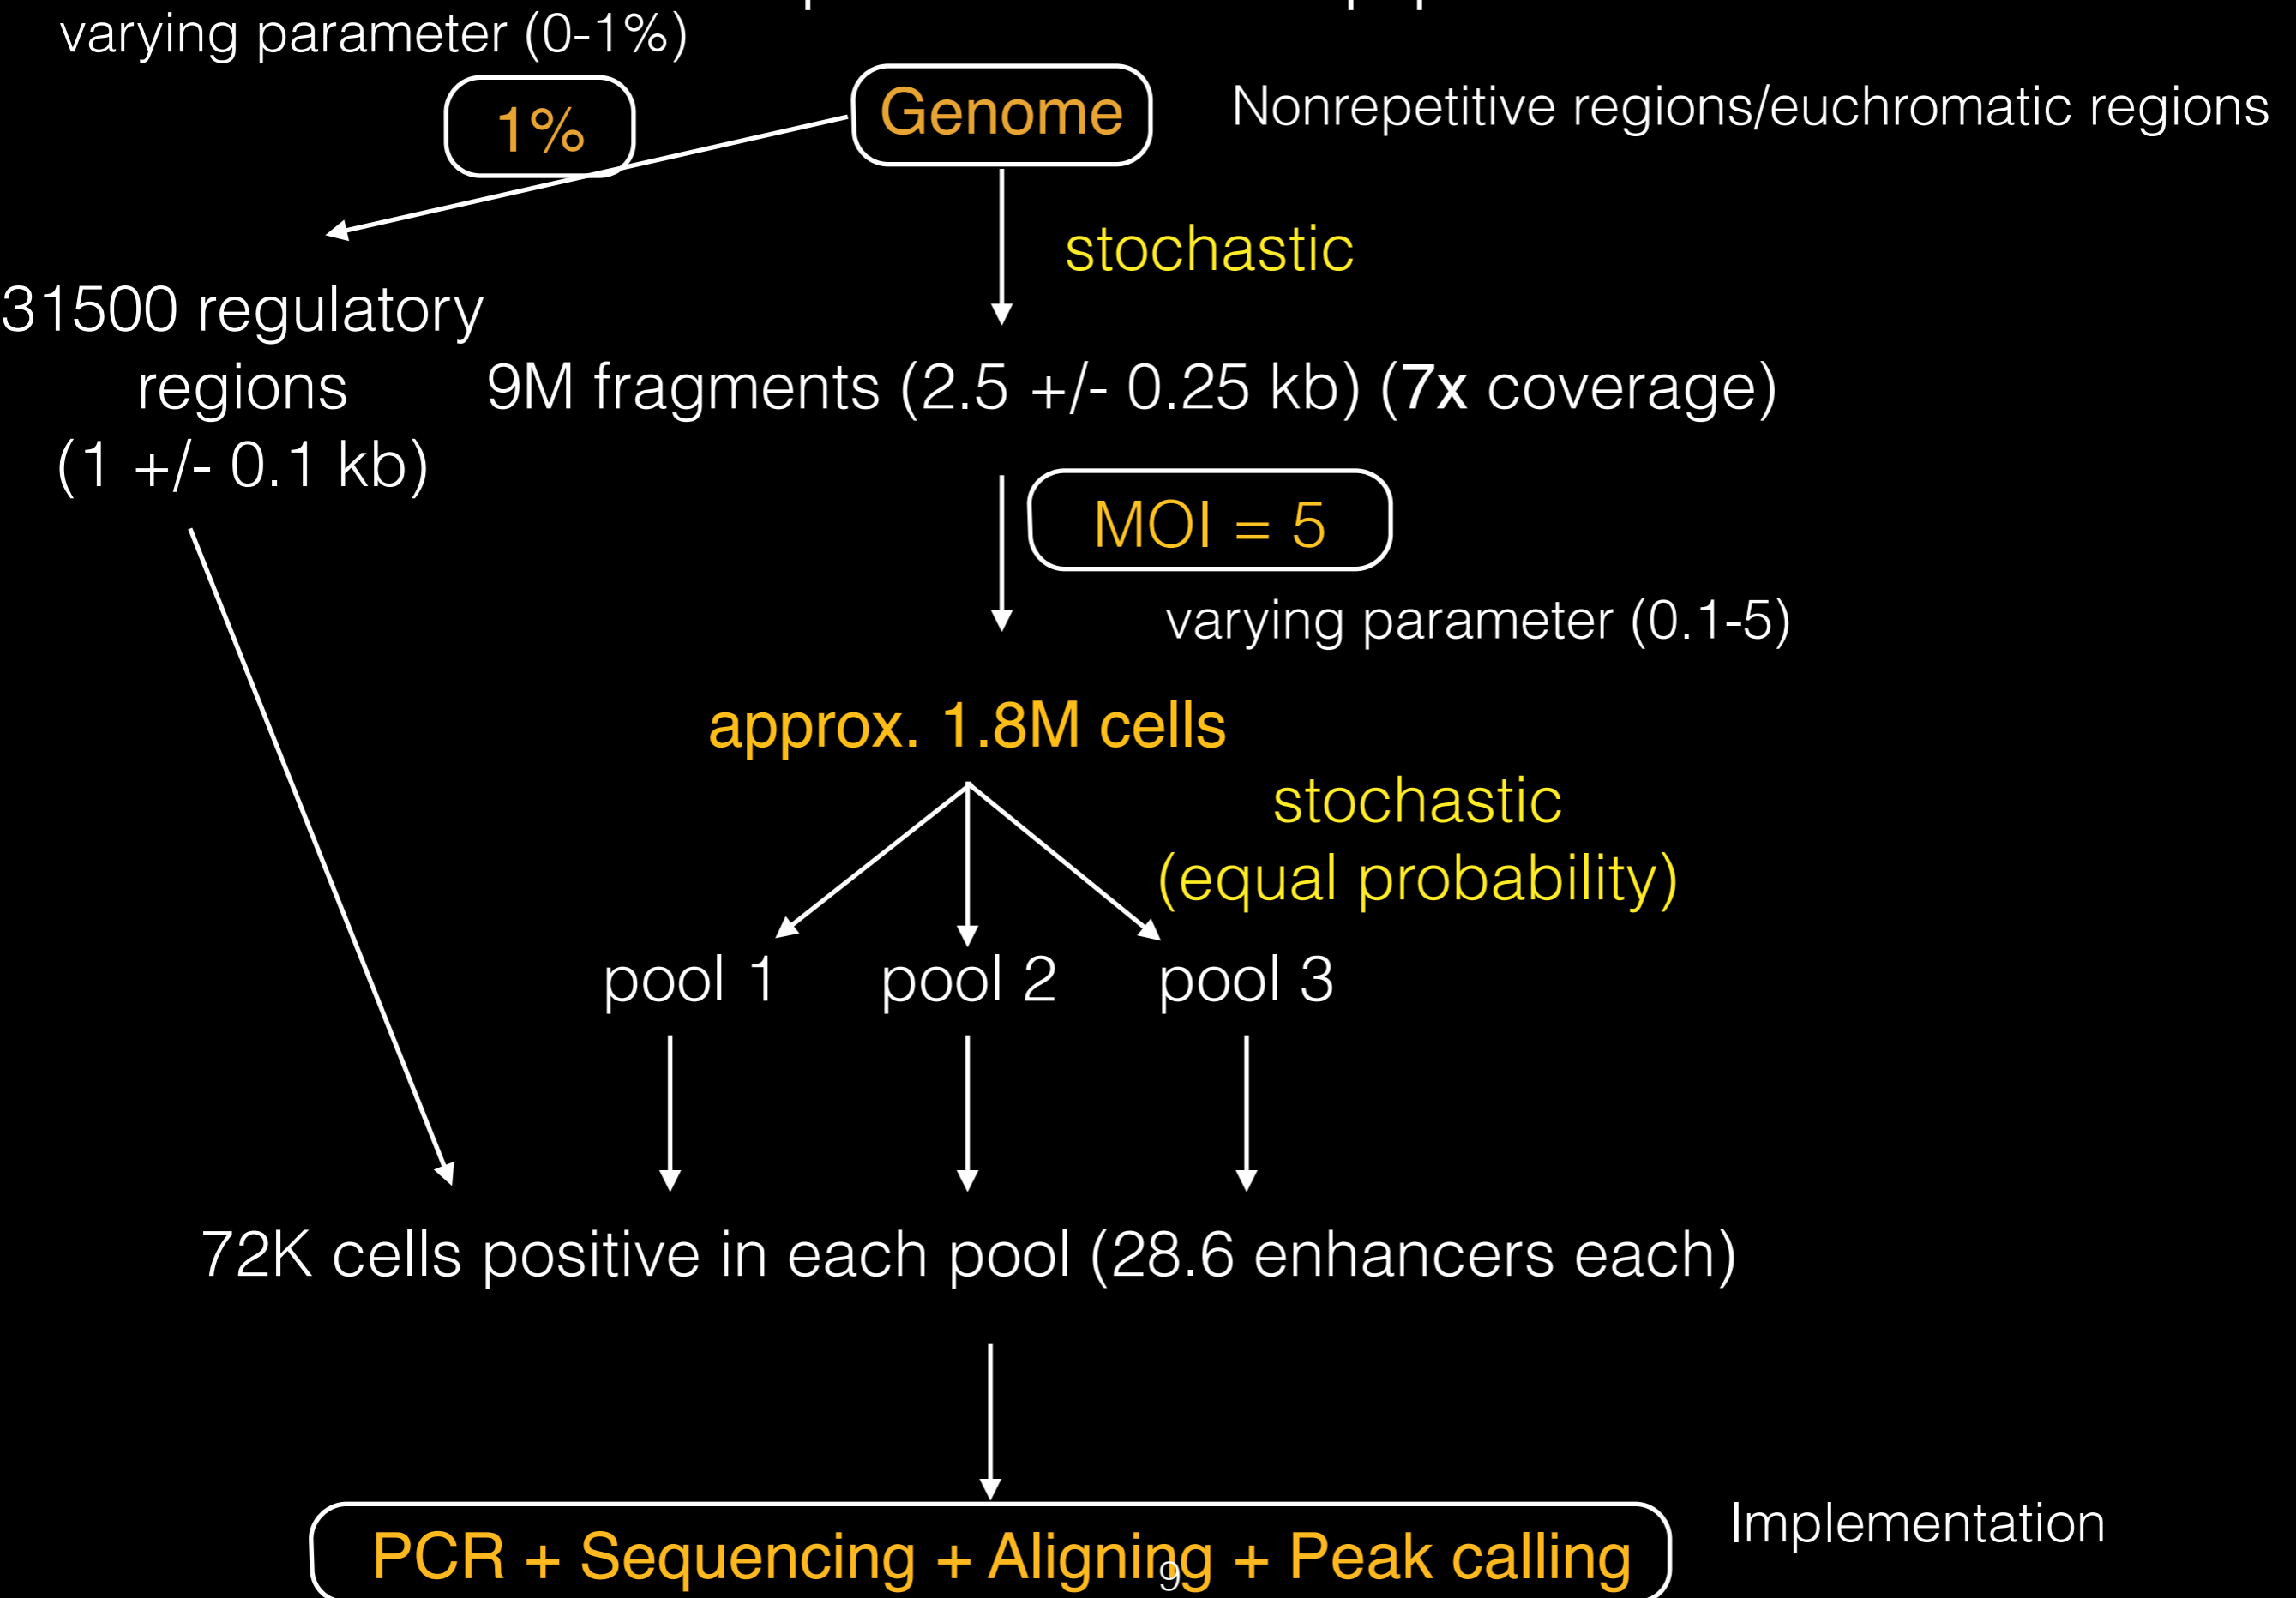 varying parameter (0-1%)
1%
Genome
Nonrepetitive regions/euchromatic regions
stochastic
31500 regulatory
regions
(1 +/- 0.1 kb)
9M fragments (2.5 +/- 0.25 kb) (7x coverage)
MOI = 5
varying parameter (0.1-5)
approx. 1.8M cells
stochastic
(equal probability)
pool 1
pool 2
pool 3
72K cells positive in each pool (28.6 enhancers each)
PCR + Sequencing + Aligning + Peak calling
Implementation
9